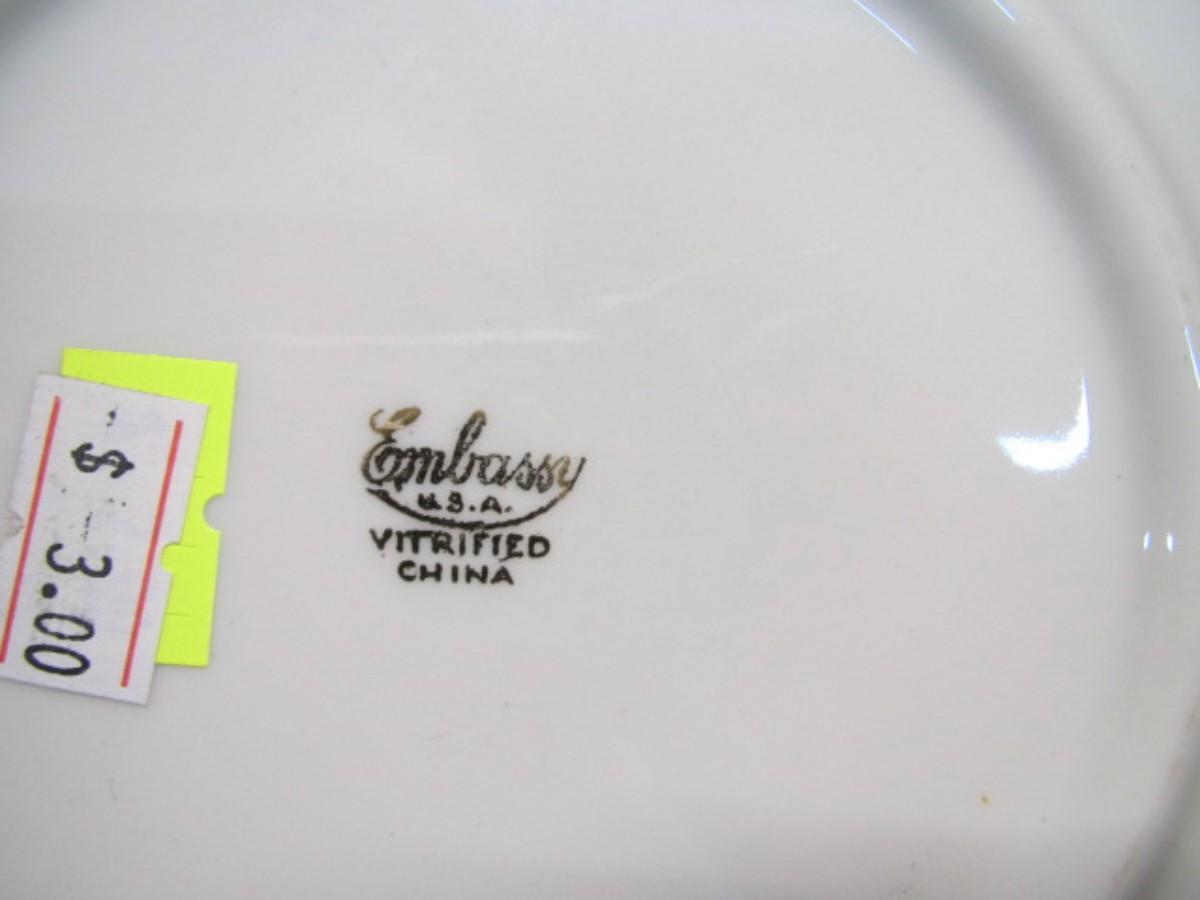 $ 3.00
Embassy
U.S.A.
VITRIFIED
CHINA